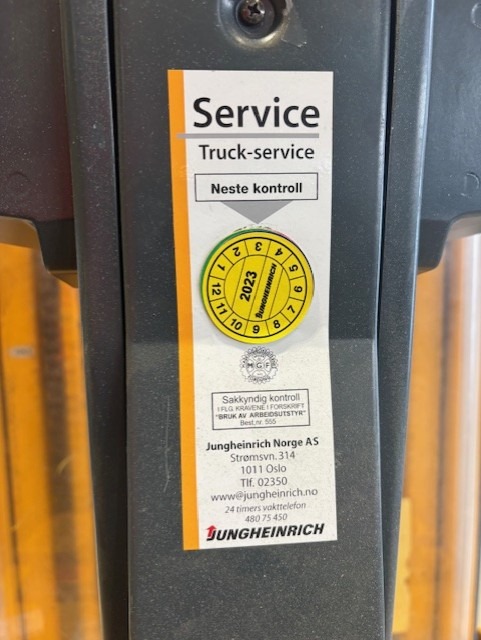 Service
Truck-service
Neste kontroll
1 2 3 4 5 6 7 8 9 10 11 12
2023
JUNGHEINRICH
M G F
Sakkyndig kontroll
I FLG. KRAVENE I FORSKRIFT
"BRUK AV ARBEIDSUTSTYR"
Best.nr. 555
Jungheinrich Norge AS
Strømsvn. 314
1011 Oslo
Tlf. 02350
www@jungheinrich.no
24 timers vakttelefon
480 75 450
JUNGHEINRICH